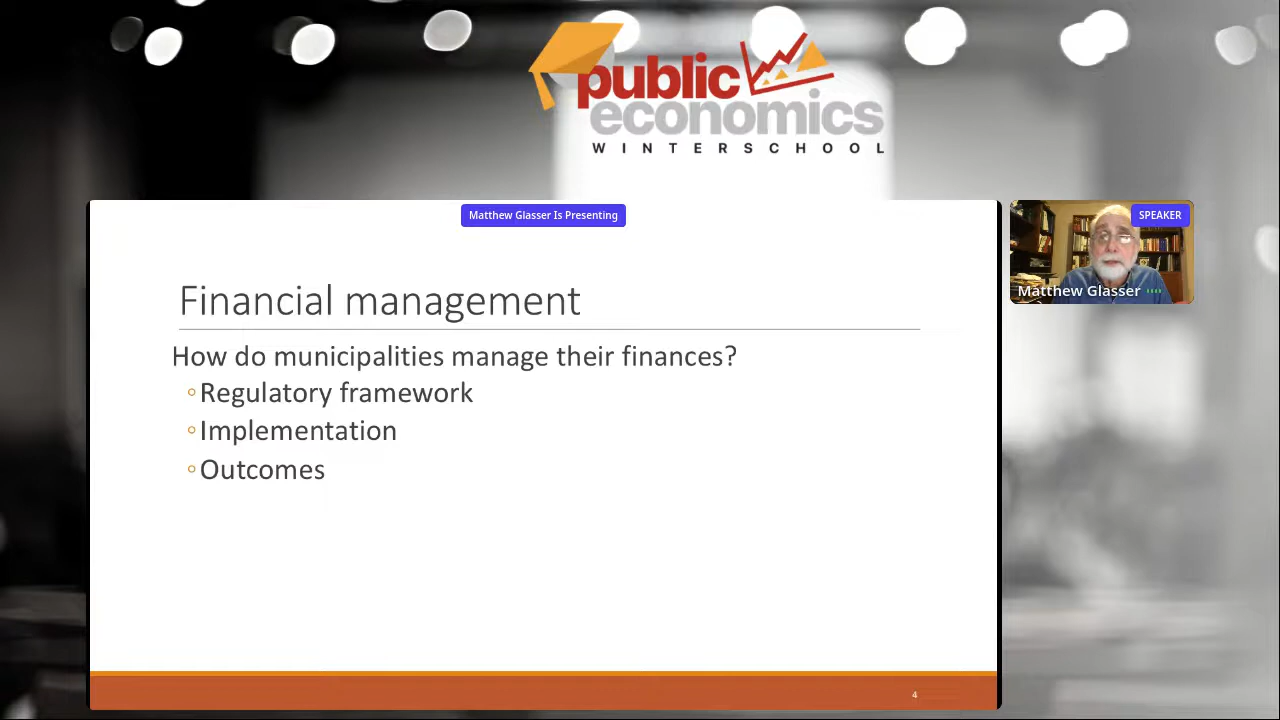 public
economics
WINTERSCHOOL
Matthew Glasser Is Presenting
SPEAKER
Matthew Glasser
Financial management
How do municipalities manage their finances?
◦Regulatory framework
◦Implementation
◦Outcomes
4